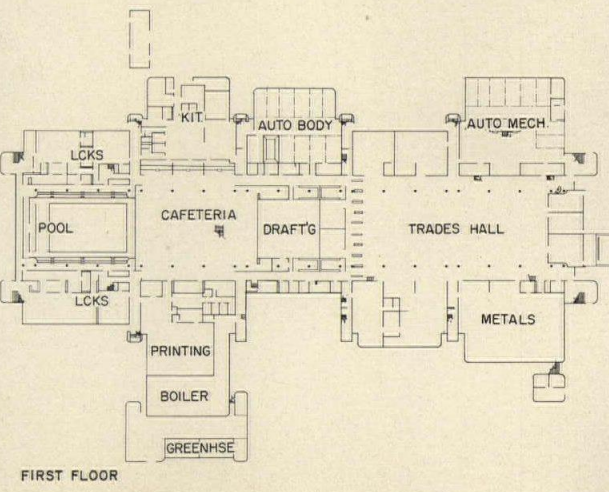 KIT.
AUTO BODY
AUTO MECH.
LCKS
POOL
CAFETERIA
DRAFT'G
TRADES HALL
LCKS
METALS
PRINTING
BOILER
GREENHSE
FIRST FLOOR